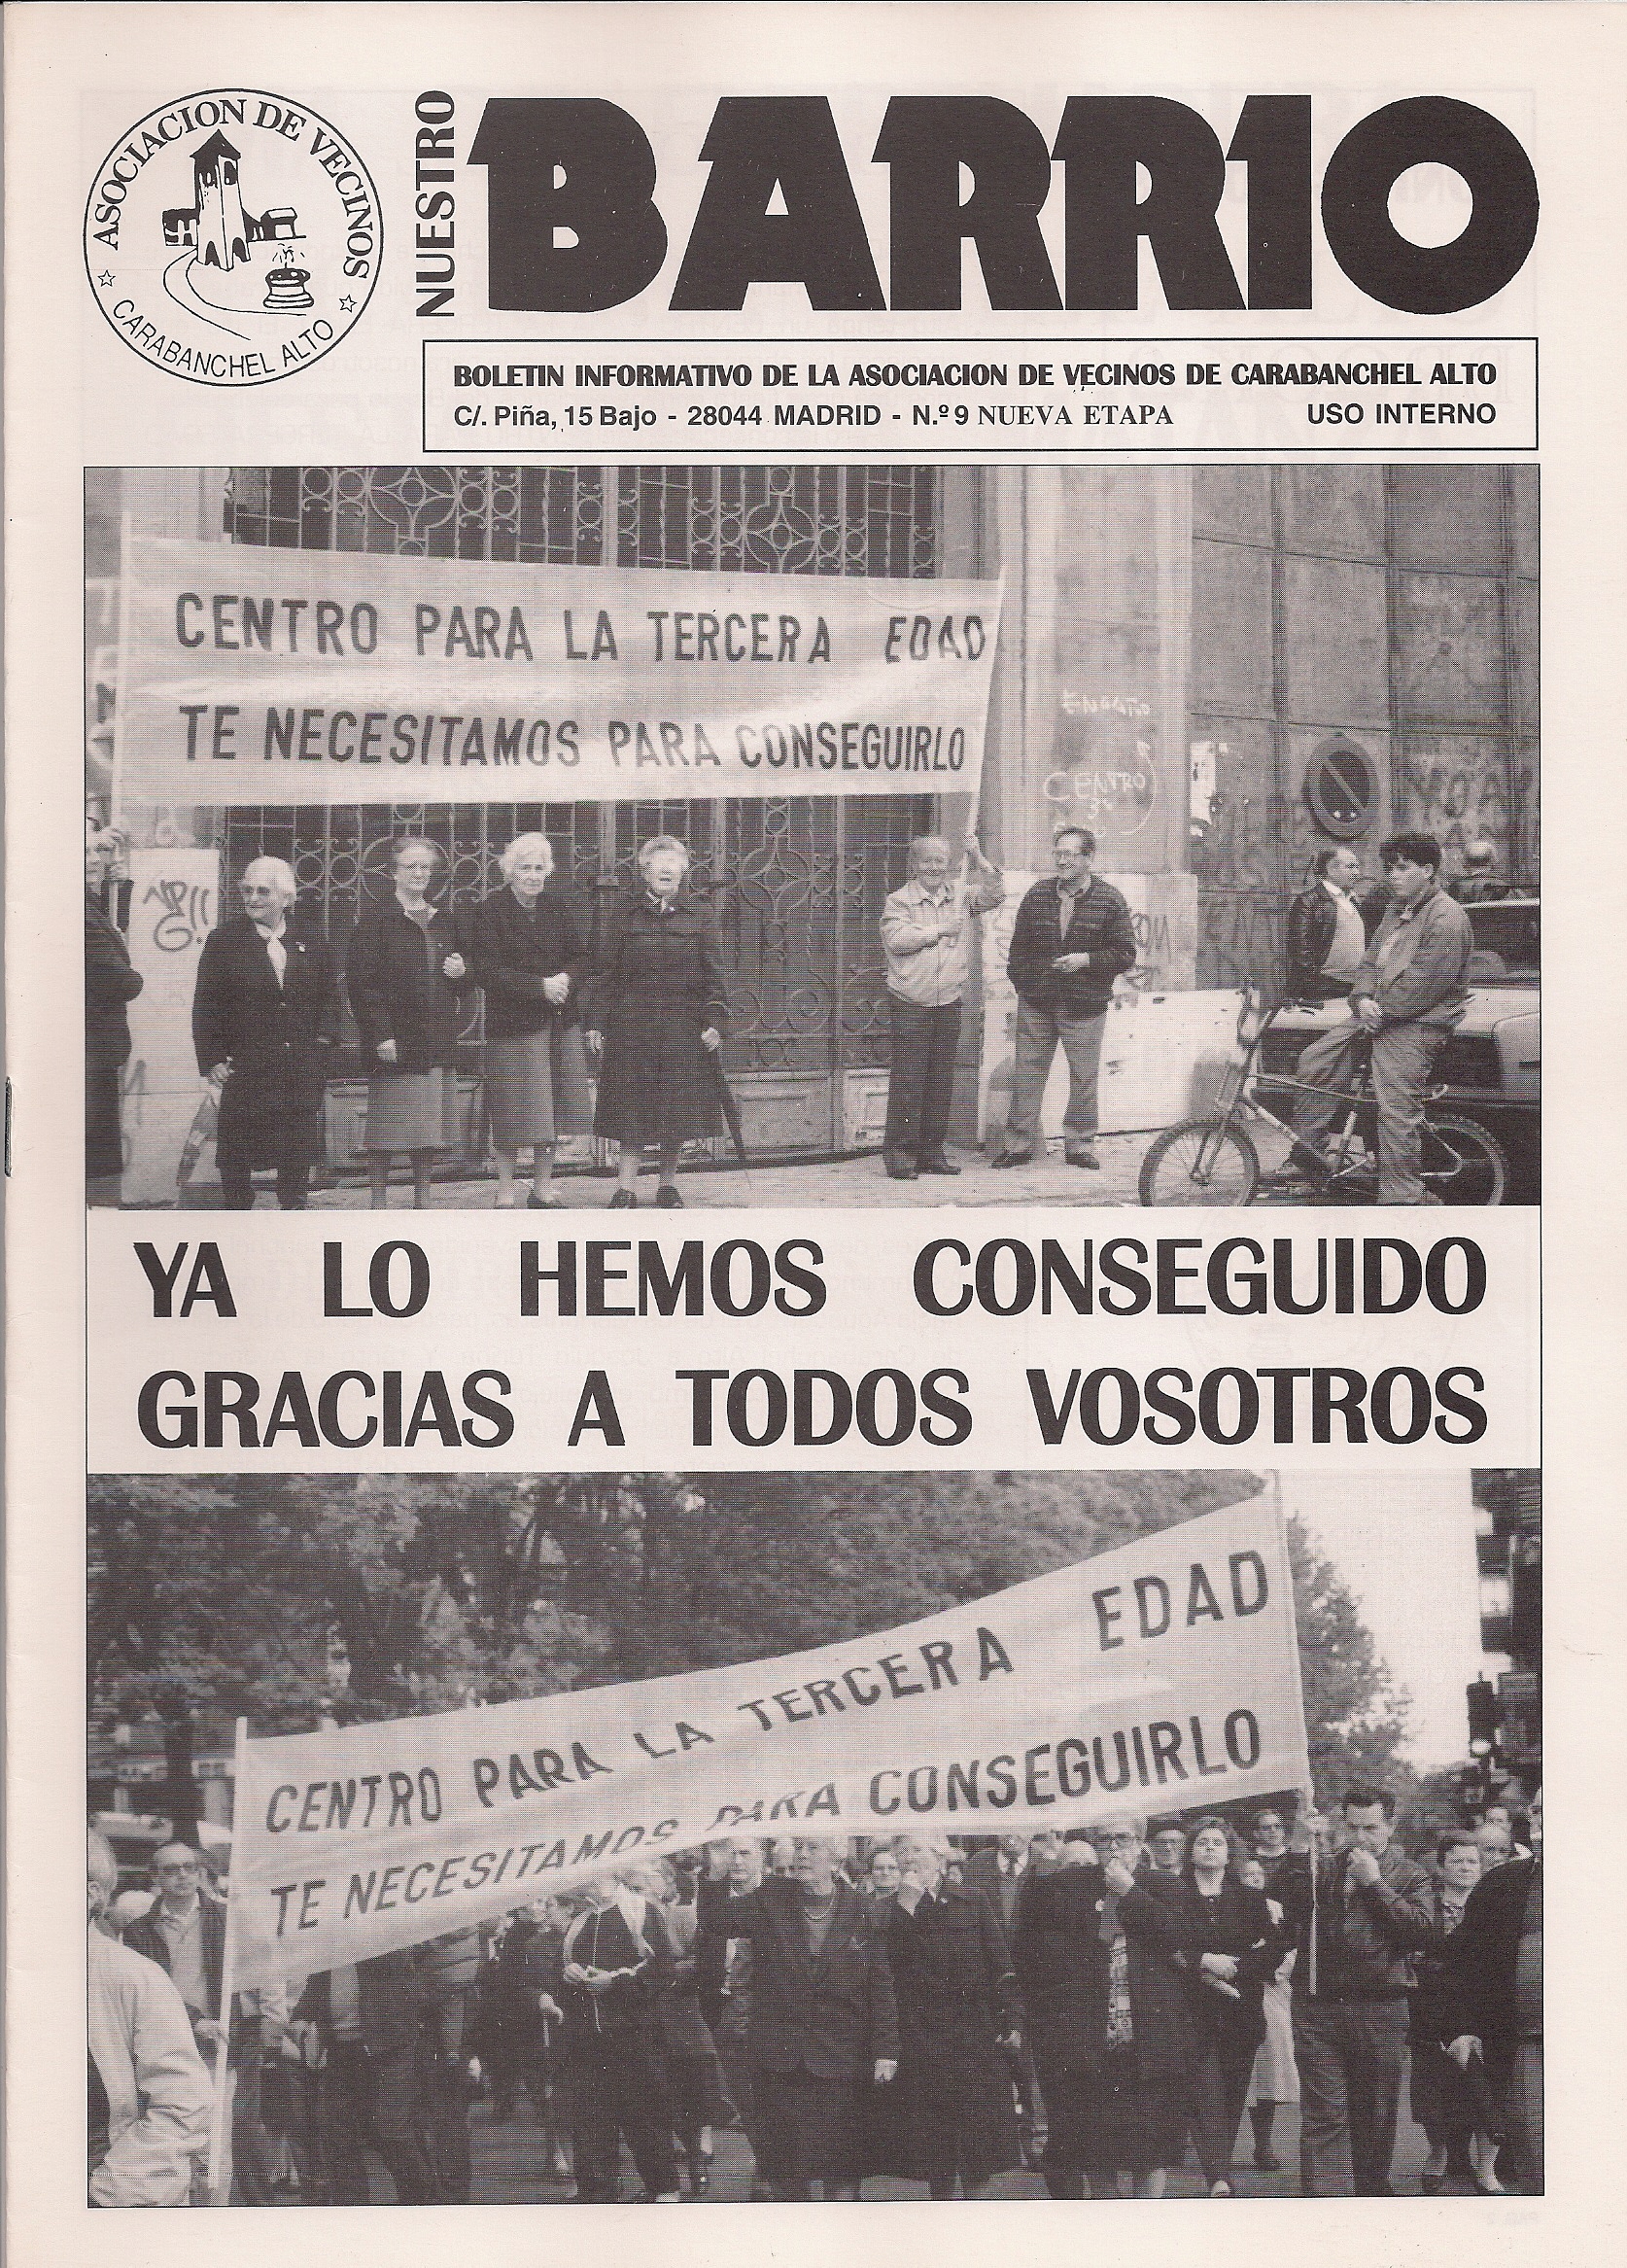 ASOCIACION DE VECINOS
☆ CARABANCHEL ALTO ☆
NUESTRO
BARRIO
BOLETIN INFORMATIVO DE LA ASOCIACION DE VECINOS DE CARABANCHEL ALTO
C/. Piña, 15 Bajo - 28044 MADRID - N.º 9 NUEVA ETAPA USO INTERNO
CENTRO PARA LA TERCERA EDAD
TE NECESITAMOS PARA CONSEGUIRLO
CENTRO
YA LO HEMOS CONSEGUIDO
GRACIAS A TODOS VOSOTROS
CENTRO PARA LA TERCERA EDAD
TE NECESITAMOS PARA CONSEGUIRLO